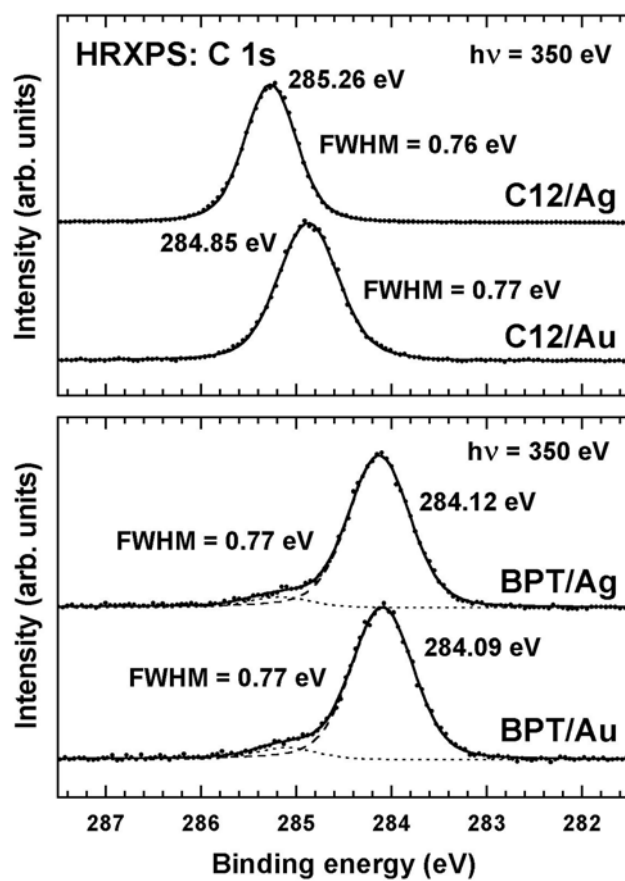 HRXPS: C 1s
hν = 350 eV
285.26 eV
FWHM = 0.76 eV
C12/Ag
284.85 eV
FWHM = 0.77 eV
C12/Au
Intensity (arb. units)
hν = 350 eV
284.12 eV
FWHM = 0.77 eV
BPT/Ag
284.09 eV
FWHM = 0.77 eV
BPT/Au
Intensity (arb. units)
287 286 285 284 283 282
Binding energy (eV)